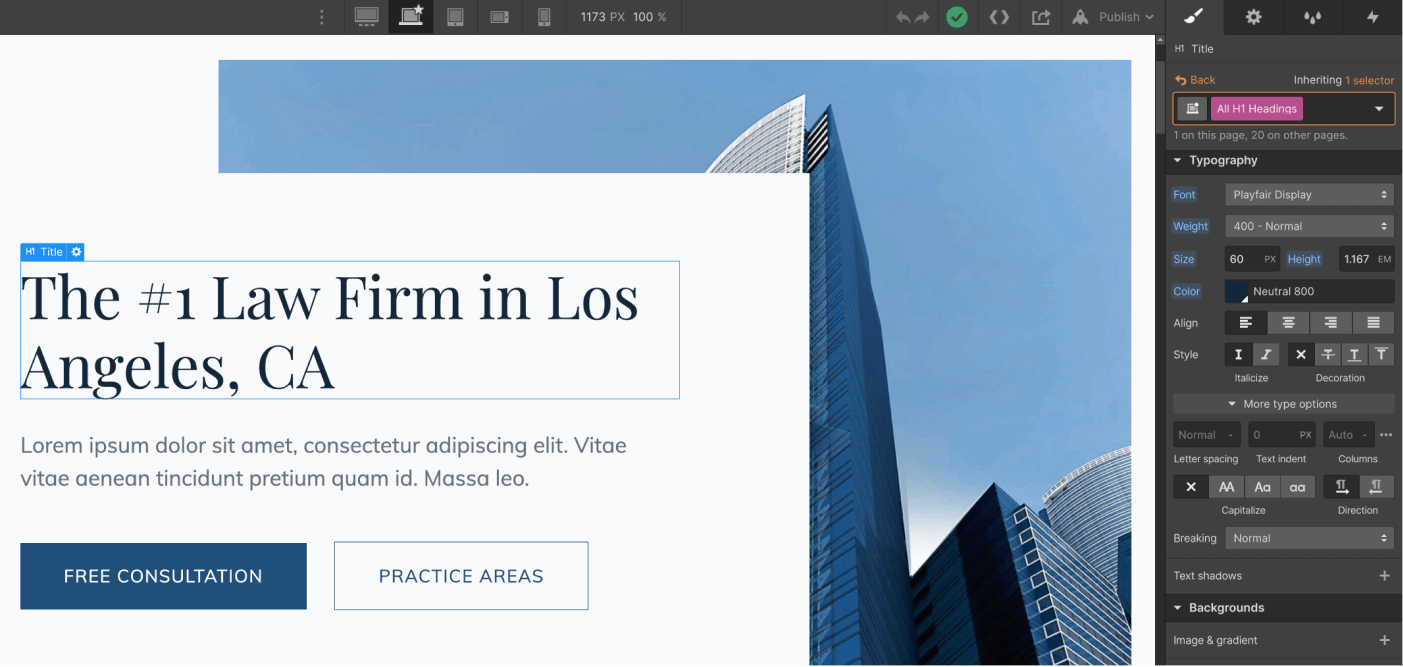 1173 PX 100 %
Publish
H1 Title
Back
Inheriting 1 selector
All H1 Headings
1 on this page, 20 on other pages.
Typography
Font Playfair Display
Weight 400 - Normal
Size 60 PX Height 1.167 EM
Color Neutral 800
Align
Style
Italicize Decoration
More type options
Normal - 0 PX Auto -
Letter spacing Text indent Columns
AA Aa aa
Capitalize Direction
Breaking Normal
Text shadows
Backgrounds
Image & gradient
H1 Title
The #1 Law Firm in Los
Angeles, CA
Lorem ipsum dolor sit amet, consectetur adipiscing elit. Vitae
vitae aenean tincidunt pretium quam id. Massa leo.
FREE CONSULTATION
PRACTICE AREAS